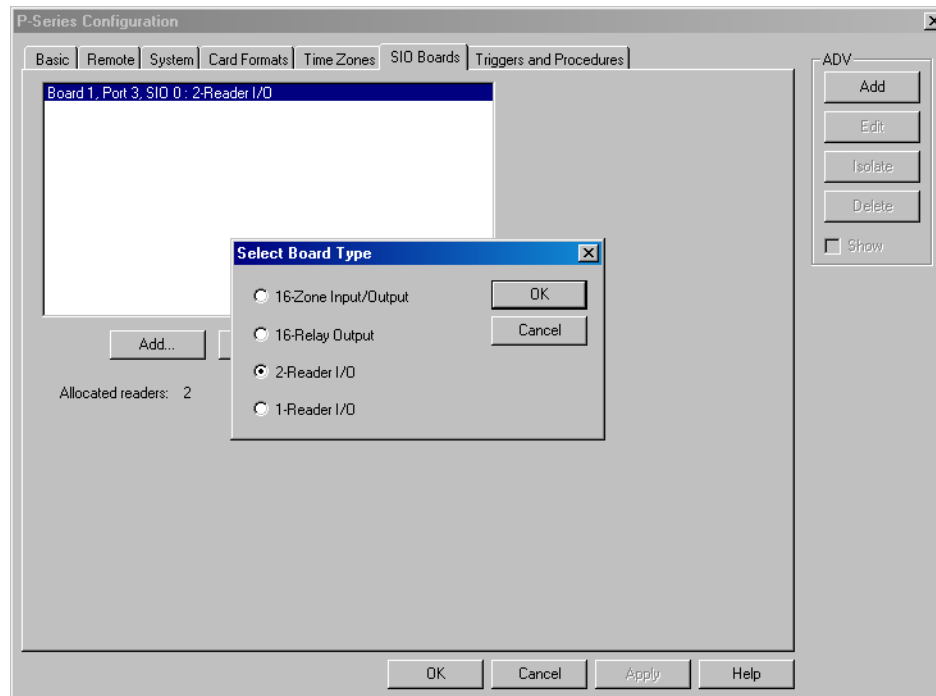 P-Series Configuration
Basic Remote System Card Formats Time Zones SIO Boards Triggers and Procedures
ADV
Board 1, Port 3, SIO 0 : 2-Reader I/O
Add
Edit
Isolate
Delete
Show
Select Board Type
16-Zone Input/Output
OK
16-Relay Output
Cancel
2-Reader I/O
1-Reader I/O
Add...
Allocated readers: 2
OK Cancel Apply Help